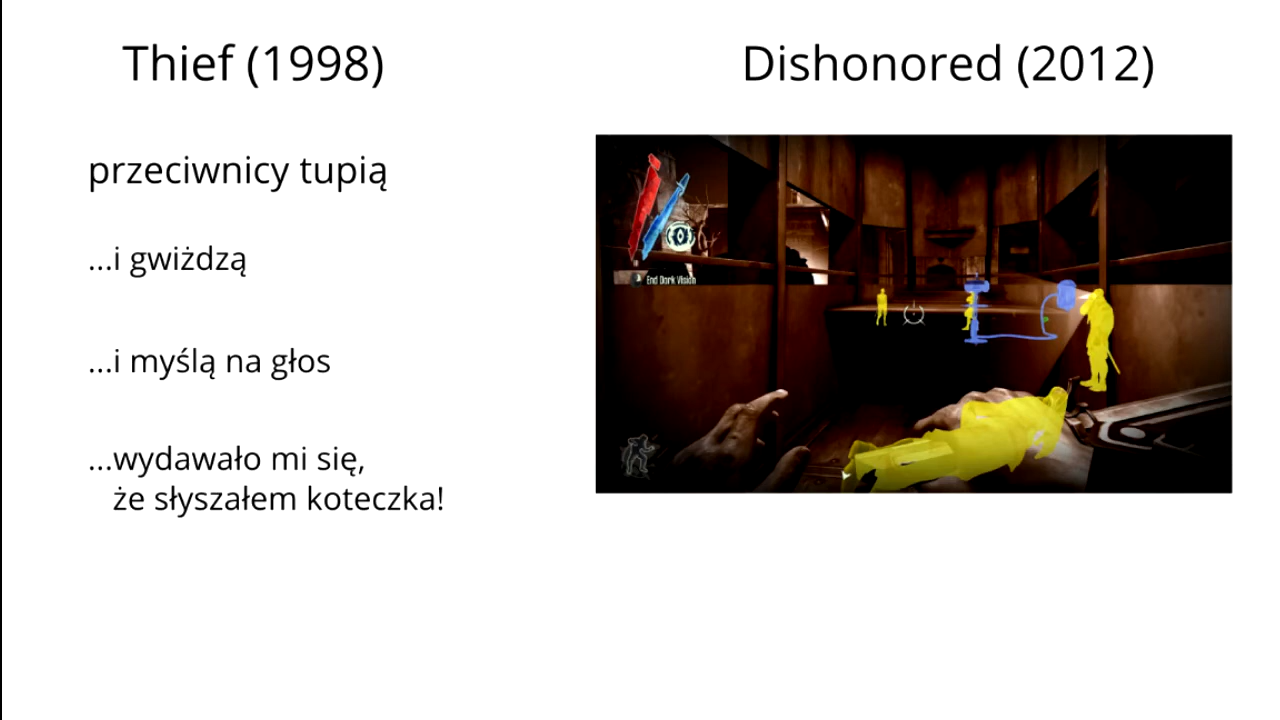 Thief (1998)
przeciwnicy tupią
...i gwiżdżą
...i myślą na głos
...wydawało mi się,
że słyszałem koteczka!
Dishonored (2012)
End Dark Vision